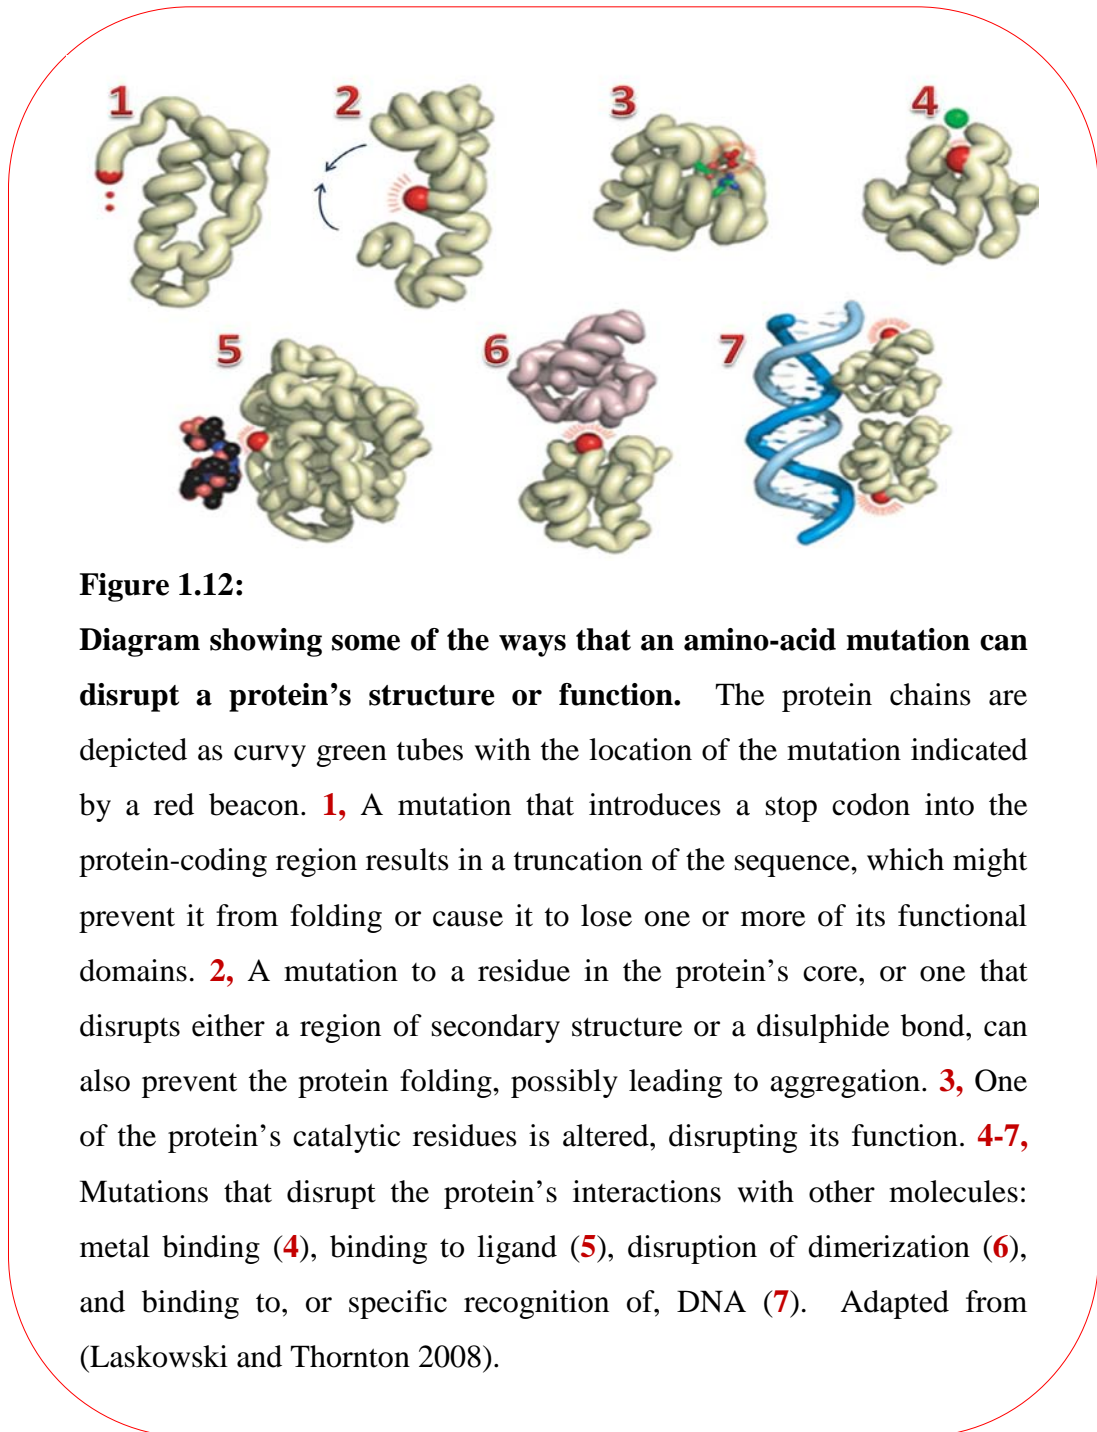 1 2 3 4
5 6 7
Figure 1.12:
Diagram showing some of the ways that an amino-acid mutation can
disrupt a protein’s structure or function. The protein chains are
depicted as curvy green tubes with the location of the mutation indicated
by a red beacon. 1, A mutation that introduces a stop codon into the
protein-coding region results in a truncation of the sequence, which might
prevent it from folding or cause it to lose one or more of its functional
domains. 2, A mutation to a residue in the protein’s core, or one that
disrupts either a region of secondary structure or a disulphide bond, can
also prevent the protein folding, possibly leading to aggregation. 3, One
of the protein’s catalytic residues is altered, disrupting its function. 4-7,
Mutations that disrupt the protein’s interactions with other molecules:
metal binding (4), binding to ligand (5), disruption of dimerization (6),
and binding to, or specific recognition of, DNA (7). Adapted from
(Laskowski and Thornton 2008).